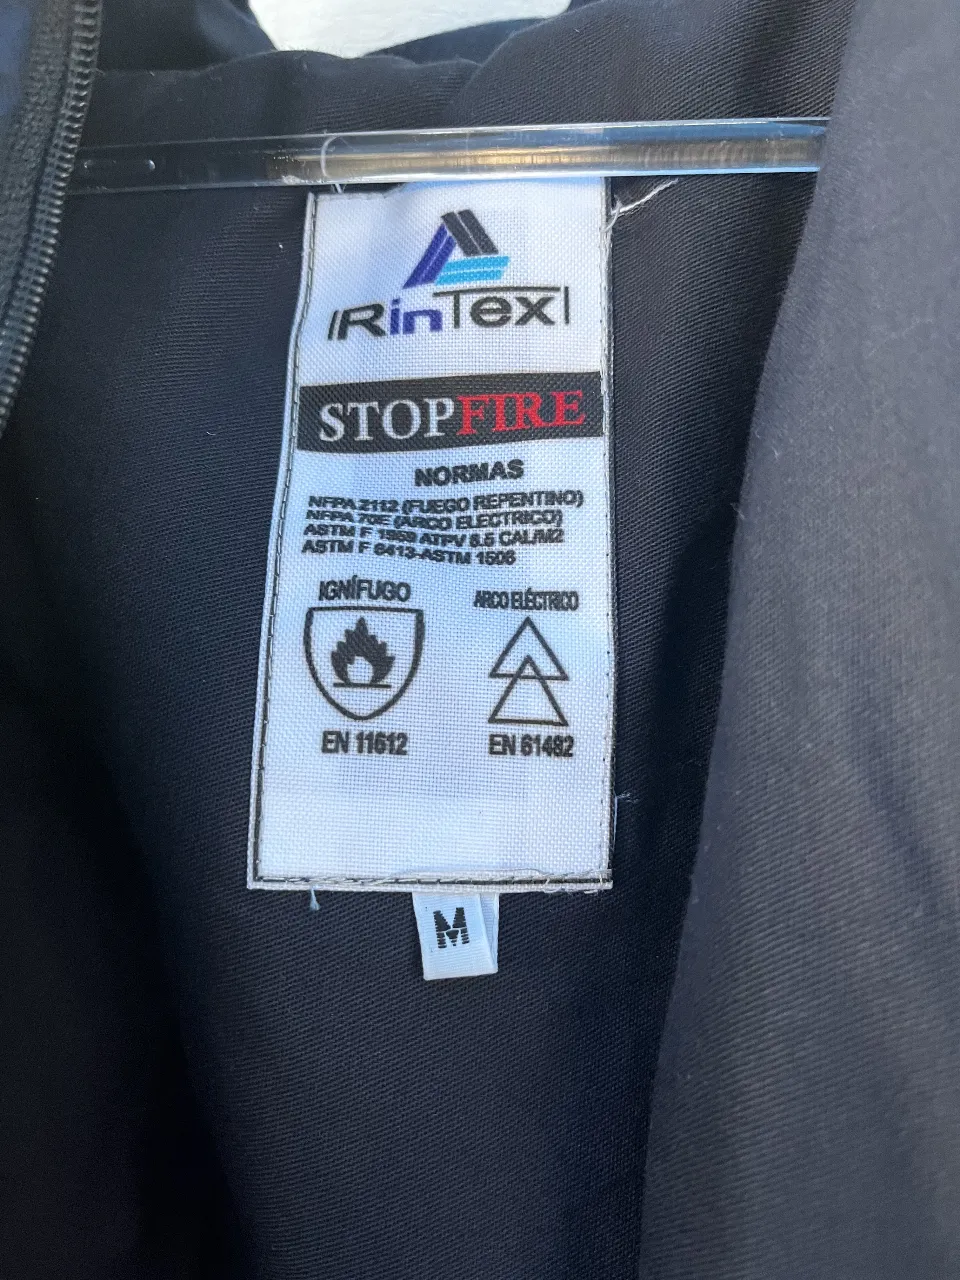 RinTex
STOPFIRE
NORMAS
NFPA 2112 (FUEGO REPENTINO)
NFPA 70E (ARCO ELECTRICO)
ASTM F 1959 ATPV 8.5 CAL/M2
ASTM F 6413-ASTM 1506
IGNÍFUGO
ARCO ELÉCTRICO
EN 11612
EN 61482
M